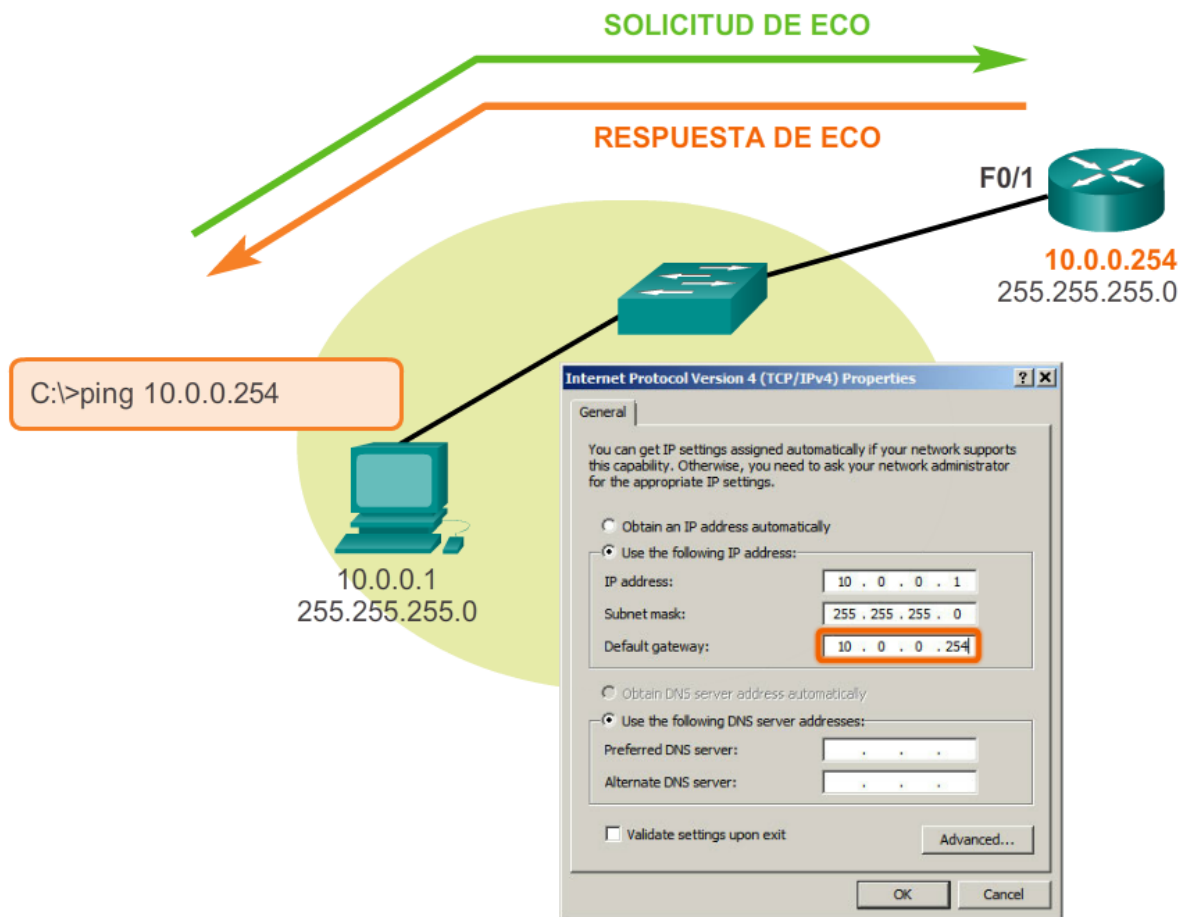 SOLICITUD DE ECO
RESPUESTA DE ECO
F0/1
10.0.0.254
255.255.255.0
C:\>ping 10.0.0.254
10.0.0.1
255.255.255.0
Internet Protocol Version 4 (TCP/IPv4) Properties
General
You can get IP settings assigned automatically if your network supports
this capability. Otherwise, you need to ask your network administrator
for the appropriate IP settings.
Obtain an IP address automatically
Use the following IP address:
IP address: 10 . 0 . 0 . 1
Subnet mask: 255 . 255 . 255 . 0
Default gateway: 10 . 0 . 0 . 254
Obtain DNS server address automatically
Use the following DNS server addresses:
Preferred DNS server: . . .
Alternate DNS server: . . .
Validate settings upon exit
Advanced...
OK
Cancel